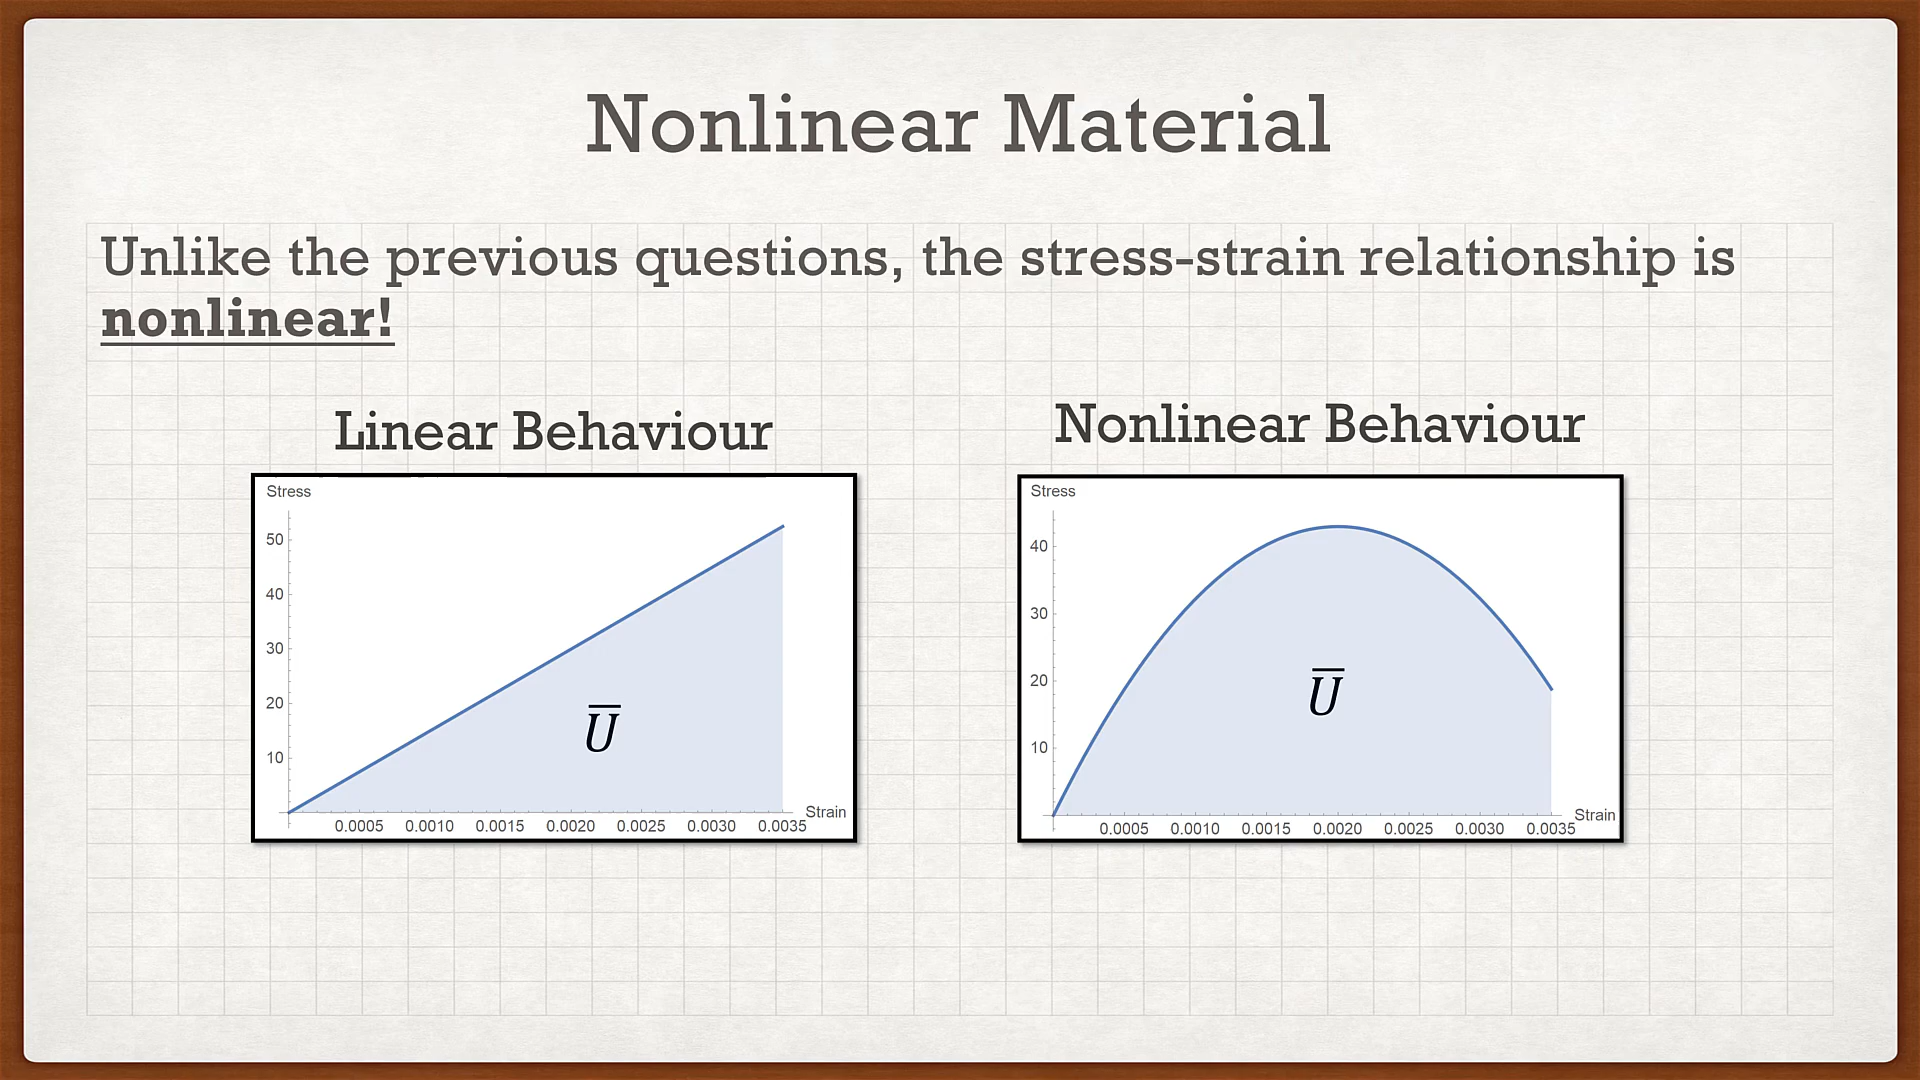 Nonlinear Material
Unlike the previous questions, the stress-strain relationship is
nonlinear!
Linear Behaviour
Stress
50
40
30
20
10
U̅
0.0005 0.0010 0.0015 0.0020 0.0025 0.0030 0.0035
Strain
Nonlinear Behaviour
Stress
40
30
20
10
U̅
0.0005 0.0010 0.0015 0.0020 0.0025 0.0030 0.0035
Strain